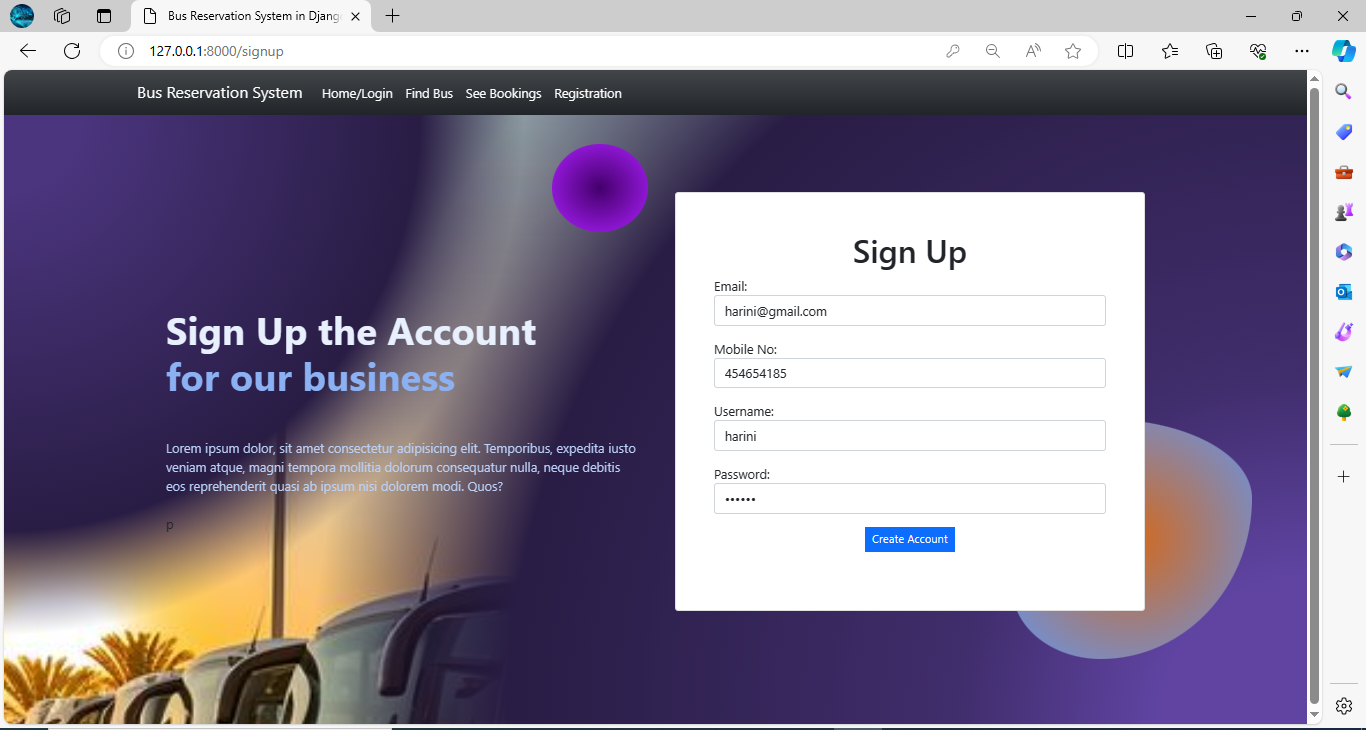 Bus Reservation System in Djang
127.0.0.1:8000/signup
Bus Reservation System Home/Login Find Bus See Bookings Registration
Sign Up the Account
for our business
Lorem ipsum dolor, sit amet consectetur adipisicing elit. Temporibus, expedita iusto
veniam atque, magni tempora mollitia dolorum consequatur nulla, neque debitis
eos reprehenderit quasi ab ipsum nisi dolorem modi. Quos?
p
Sign Up
Email:
harini@gmail.com
Mobile No:
454654185
Username:
harini
Password:
••••••
Create Account